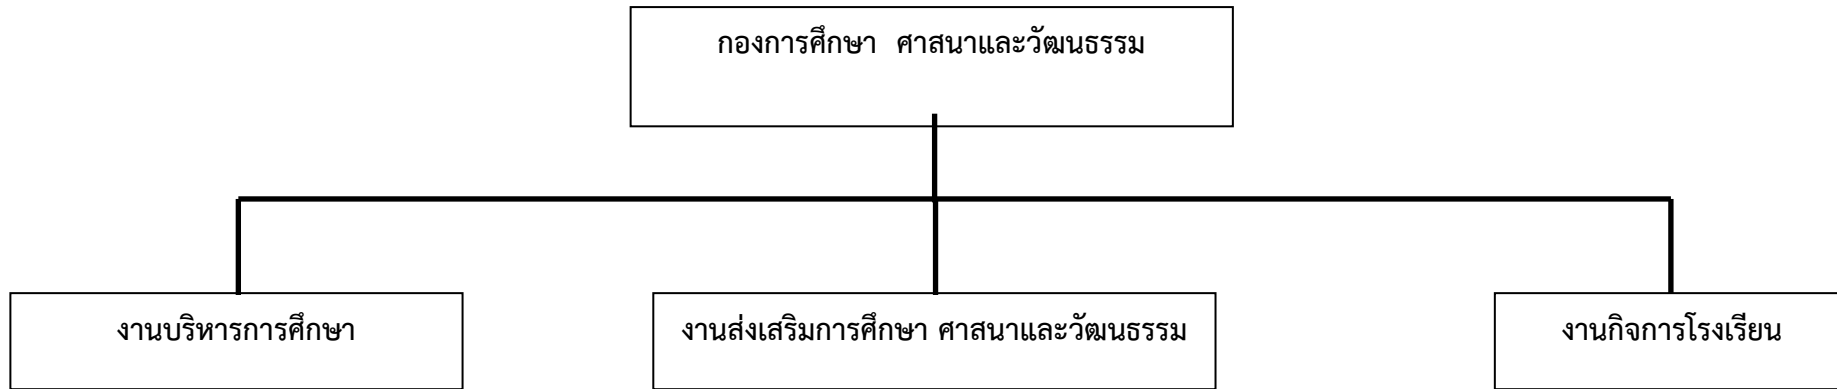 กองการศึกษา ศาสนาและวัฒนธรรม
งานบริหารการศึกษา
งานส่งเสริมการศึกษา ศาสนาและวัฒนธรรม
งานกิจการโรงเรียน